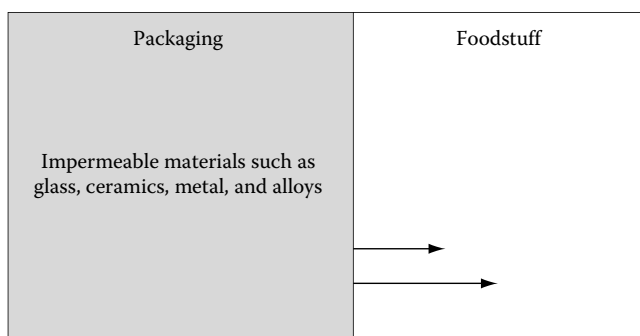 Packaging
Foodstuff
Impermeable materials such as
glass, ceramics, metal, and alloys